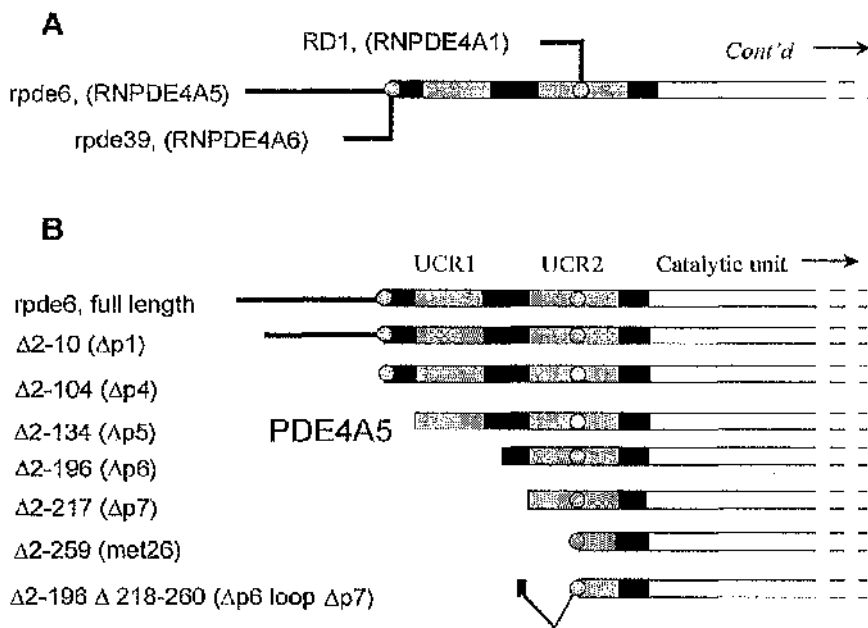 A
RD1, (RNPDE4A1)
Cont'd
rpde6, (RNPDE4A5)
rpde39, (RNPDE4A6)
B
UCR1 UCR2 Catalytic unit
rpde6, full length
Δ2-10 (Δp1)
Δ2-104 (Δp4)
Δ2-134 (Δp5)
PDE4A5
Δ2-196 (Δp6)
Δ2-217 (Δp7)
Δ2-259 (met26)
Δ2-196 Δ 218-260 (Δp6 loop Δp7)